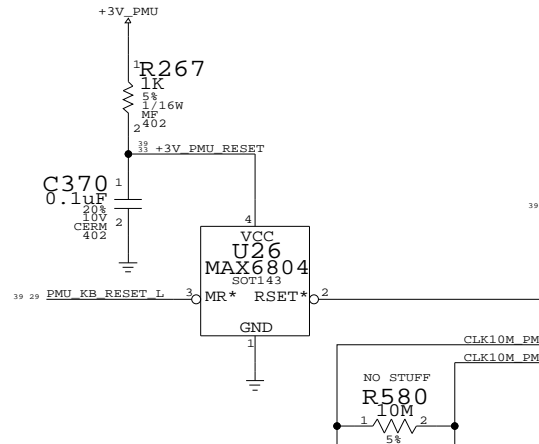 +3V_PMU
1
R267
1K
5%
1/16W
MF
402
2
39
33
+3V_PMU_RESET
C370
1
0.1uF
20%
10V
CERM
402
2
39
4
VCC
U26
MAX6804
SOT143
39 29 PMU_KB_RESET_L 3 MR* RSET* 2
GND
1
CLK10M_PM
CLK10M_PM
NO STUFF
R580
10M
1 2
5%